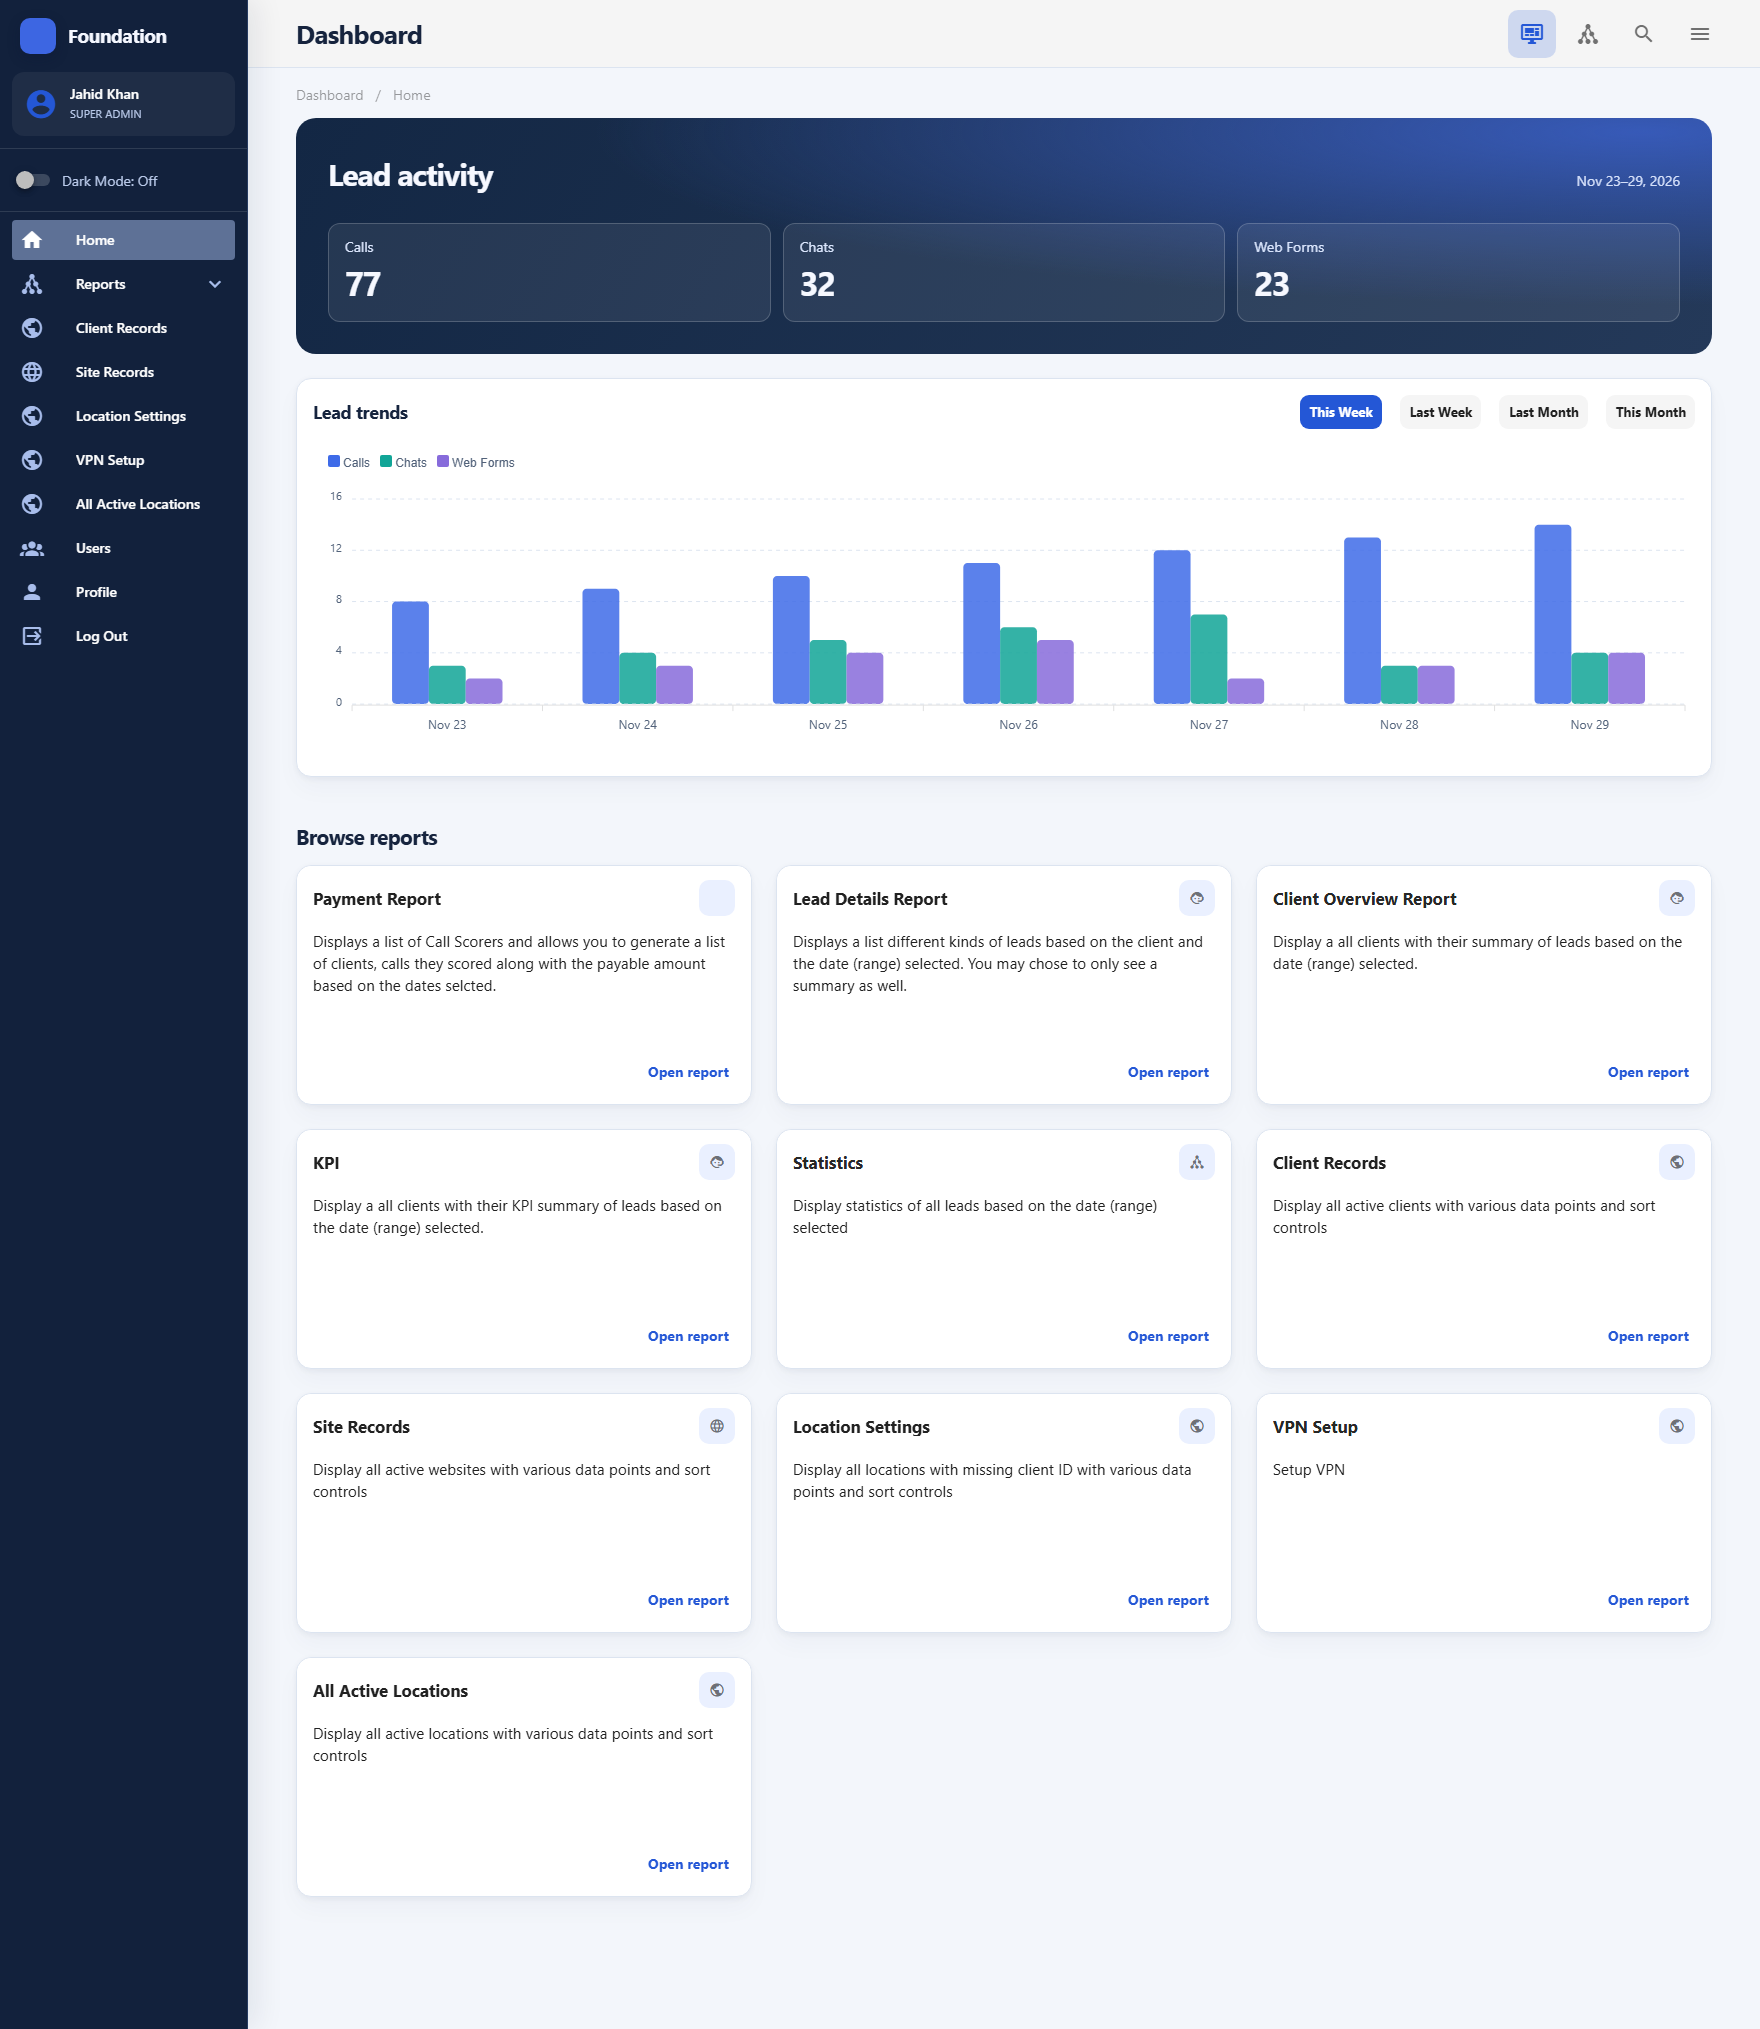 Foundation
Jahid Khan
SUPER ADMIN
Dark Mode: Off
Home
Reports
Client Records
Site Records
Location Settings
VPN Setup
All Active Locations
Users
Profile
Log Out
Dashboard
Dashboard / Home
Lead activity
Nov 23–29, 2026
Calls
77
Chats
32
Web Forms
23
Lead trends
This Week
Last Week
Last Month
This Month
Calls
Chats
Web Forms
16
12
8
4
0
Nov 23
Nov 24
Nov 25
Nov 26
Nov 27
Nov 28
Nov 29
Browse reports
Payment Report
Displays a list of Call Scorers and allows you to generate a list
of clients, calls they scored along with the payable amount
based on the dates selcted.
Open report
Lead Details Report
Displays a list different kinds of leads based on the client and
the date (range) selected. You may chose to only see a
summary as well.
Open report
Client Overview Report
Display a all clients with their summary of leads based on the
date (range) selected.
Open report
KPI
Display a all clients with their KPI summary of leads based on
the date (range) selected.
Open report
Statistics
Display statistics of all leads based on the date (range)
selected
Open report
Client Records
Display all active clients with various data points and sort
controls
Open report
Site Records
Display all active websites with various data points and sort
controls
Open report
Location Settings
Display all locations with missing client ID with various data
points and sort controls
Open report
VPN Setup
Setup VPN
Open report
All Active Locations
Display all active locations with various data points and sort
controls
Open report